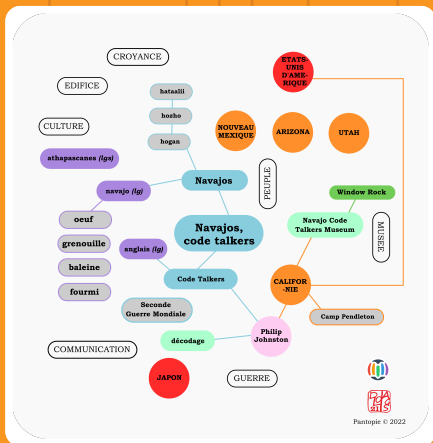 CROYANCE
ETATS-
UNIS
D'AME-
RIQUE
EDIFICE
hataalii
hozho
NOUVEAU
MEXIQUE
ARIZONA
UTAH
CULTURE
hogan
athapascanes (lgs)
Navajos
PEUPLE
navajo (lg)
Window Rock
oeuf
Navajo Code
Talkers Museum
MUSEE
Navajos,
code talkers
grenouille
anglais (lg)
baleine
Code Talkers
CALIFOR
-NIE
fourmi
Seconde
Guerre Mondiale
Camp Pendleton
Philip
Johnston
décodage
COMMUNICATION
JAPON
GUERRE
Pantopic © 2022